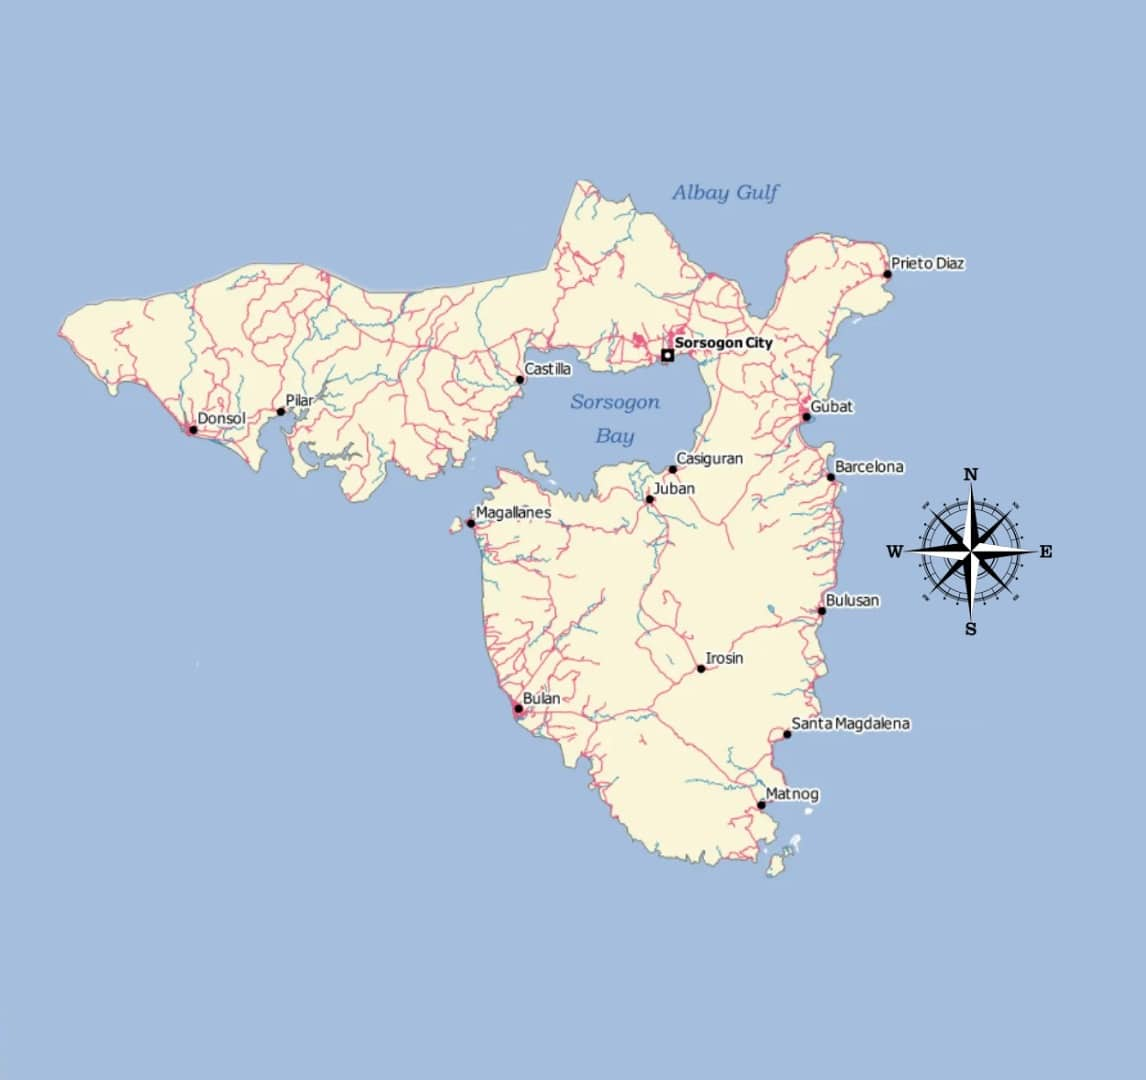 Albay Gulf
Prieto Diaz
Sorsogon City
Castilla
Pilar
Sorsogon
Bay
Gubat
Donsol
Casiguran
Barcelona
N
Juban
Magallanes
W
E
Bulusan
S
Irosin
Bulan
Santa Magdalena
Matnog